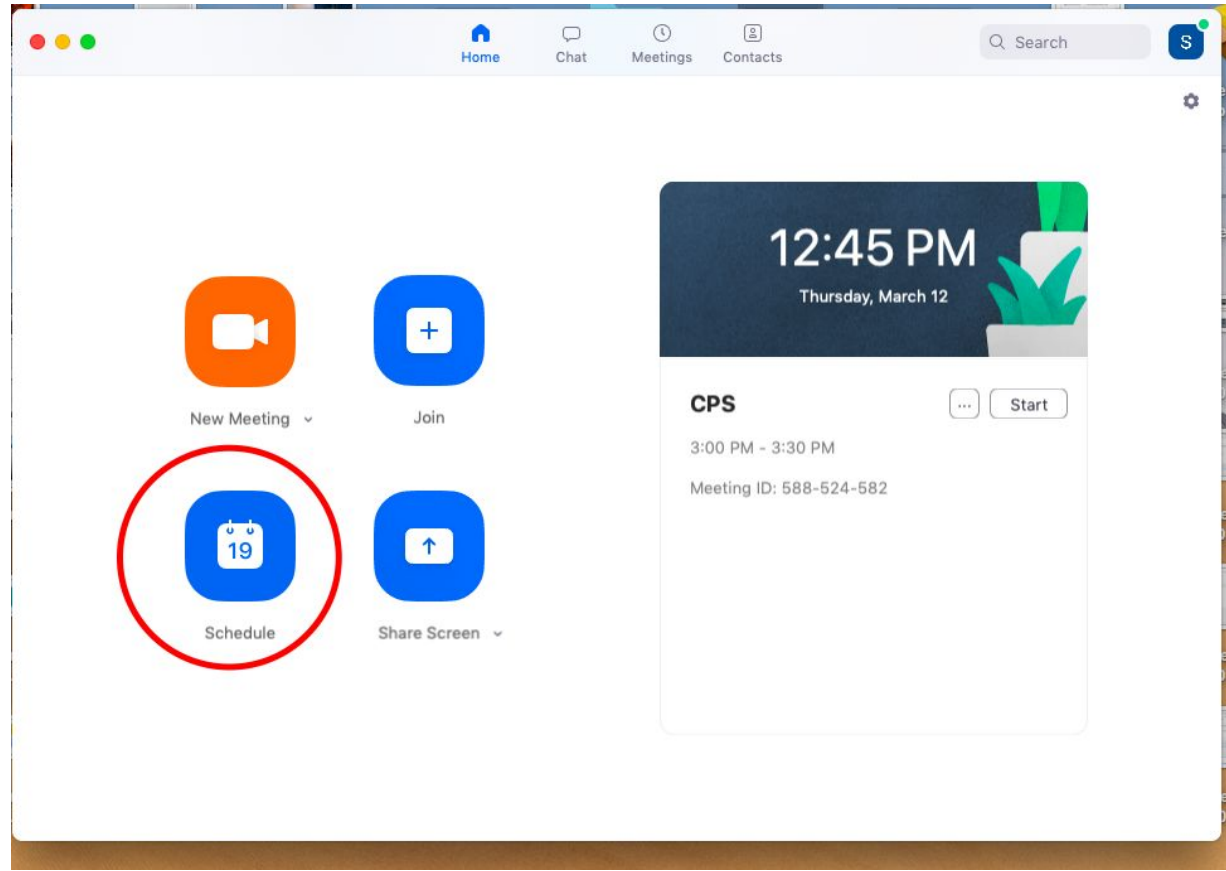 Home
Chat
Meetings
Contacts
Search
S
12:45 PM
Thursday, March 12
New Meeting
Join
CPS
... Start
3:00 PM - 3:30 PM
Meeting ID: 588-524-582
19
Schedule
Share Screen